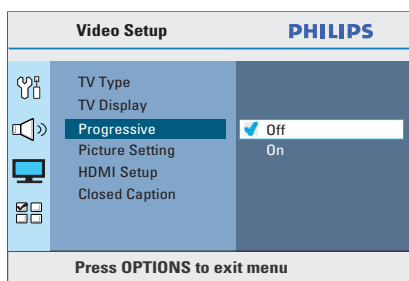 Video Setup
PHILIPS
TV Type
TV Display
Progressive
Off
Picture Setting
On
HDMI Setup
Closed Caption
Press OPTIONS to exit menu